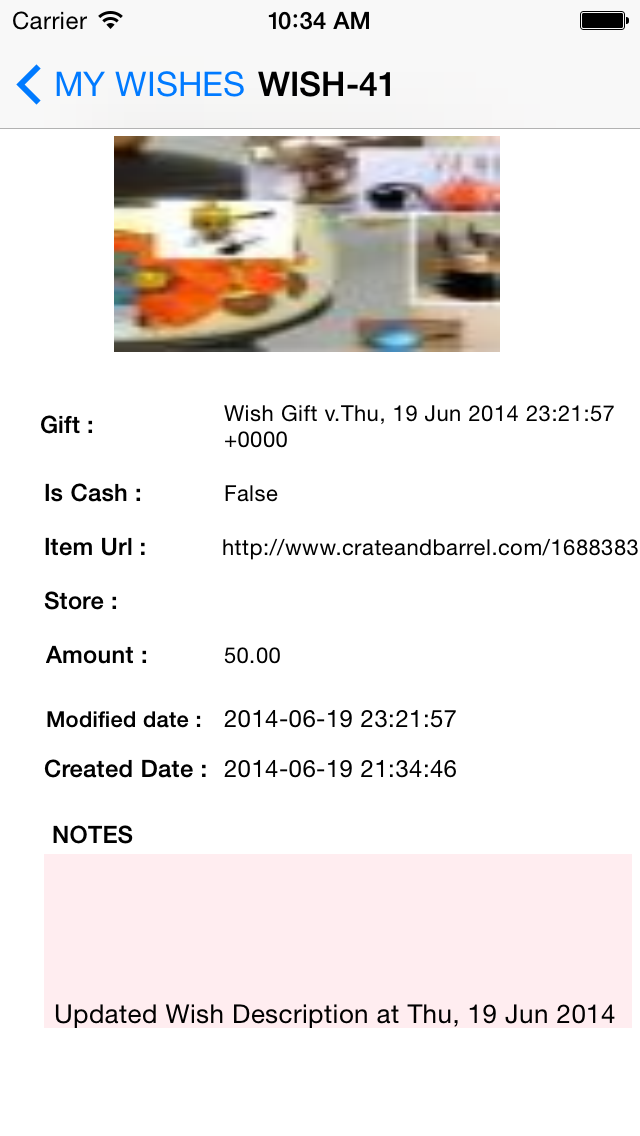 Carrier 10:34 AM
MY WISHES WISH-41
Gift : Wish Gift v.Thu, 19 Jun 2014 23:21:57
+0000
Is Cash : False
Item Url : http://www.crateandbarrel.com/1688383
Store :
Amount : 50.00
Modified date : 2014-06-19 23:21:57
Created Date : 2014-06-19 21:34:46
NOTES
Updated Wish Description at Thu, 19 Jun 2014